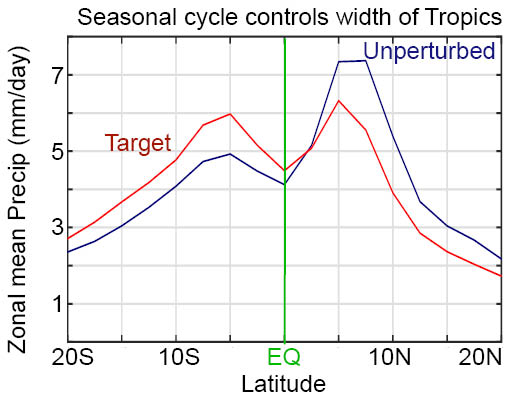 Seasonal cycle controls width of Tropics
Unperturbed
Target
Zonal mean Precip (mm/day)
7
5
3
1
20S 10S EQ 10N 20N
Latitude